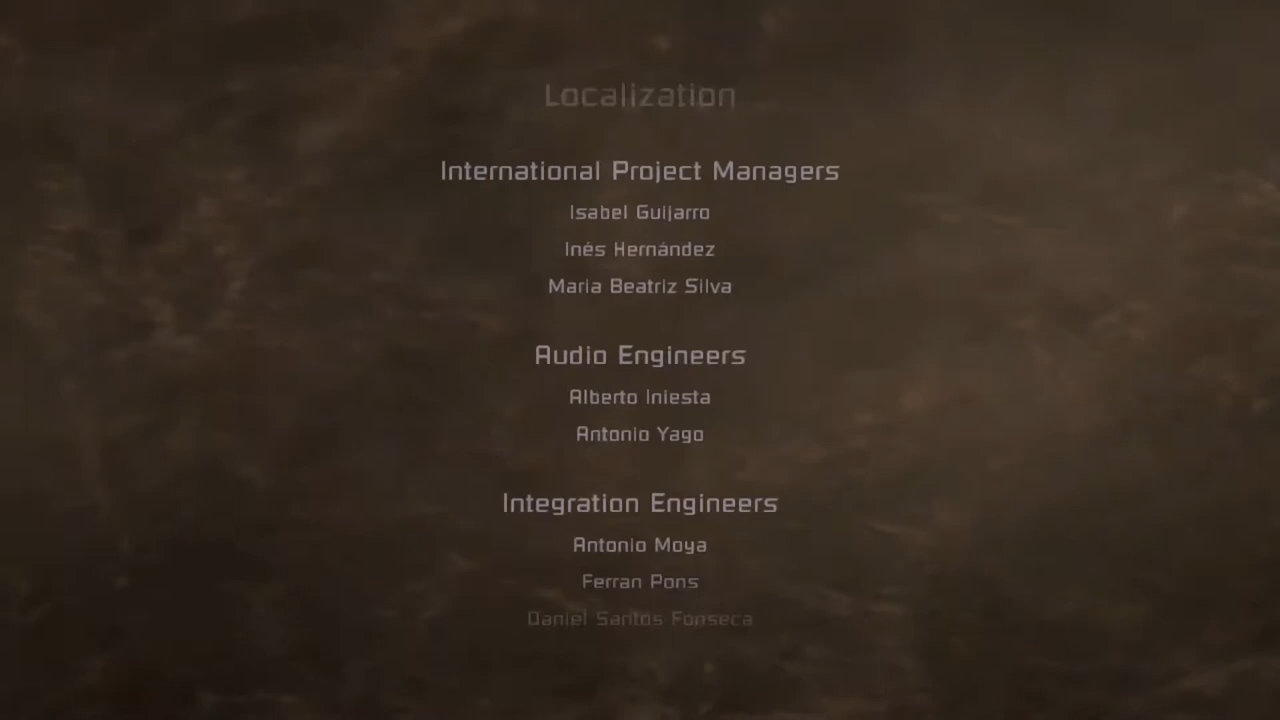 Localization
International Project Managers
Isabel Guijarro
Inés Hernández
Maria Beatriz Silva
Audio Engineers
Alberto Iniesta
Antonio Yago
Integration Engineers
Antonio Moya
Ferran Pons
Daniel Santos Fonseca